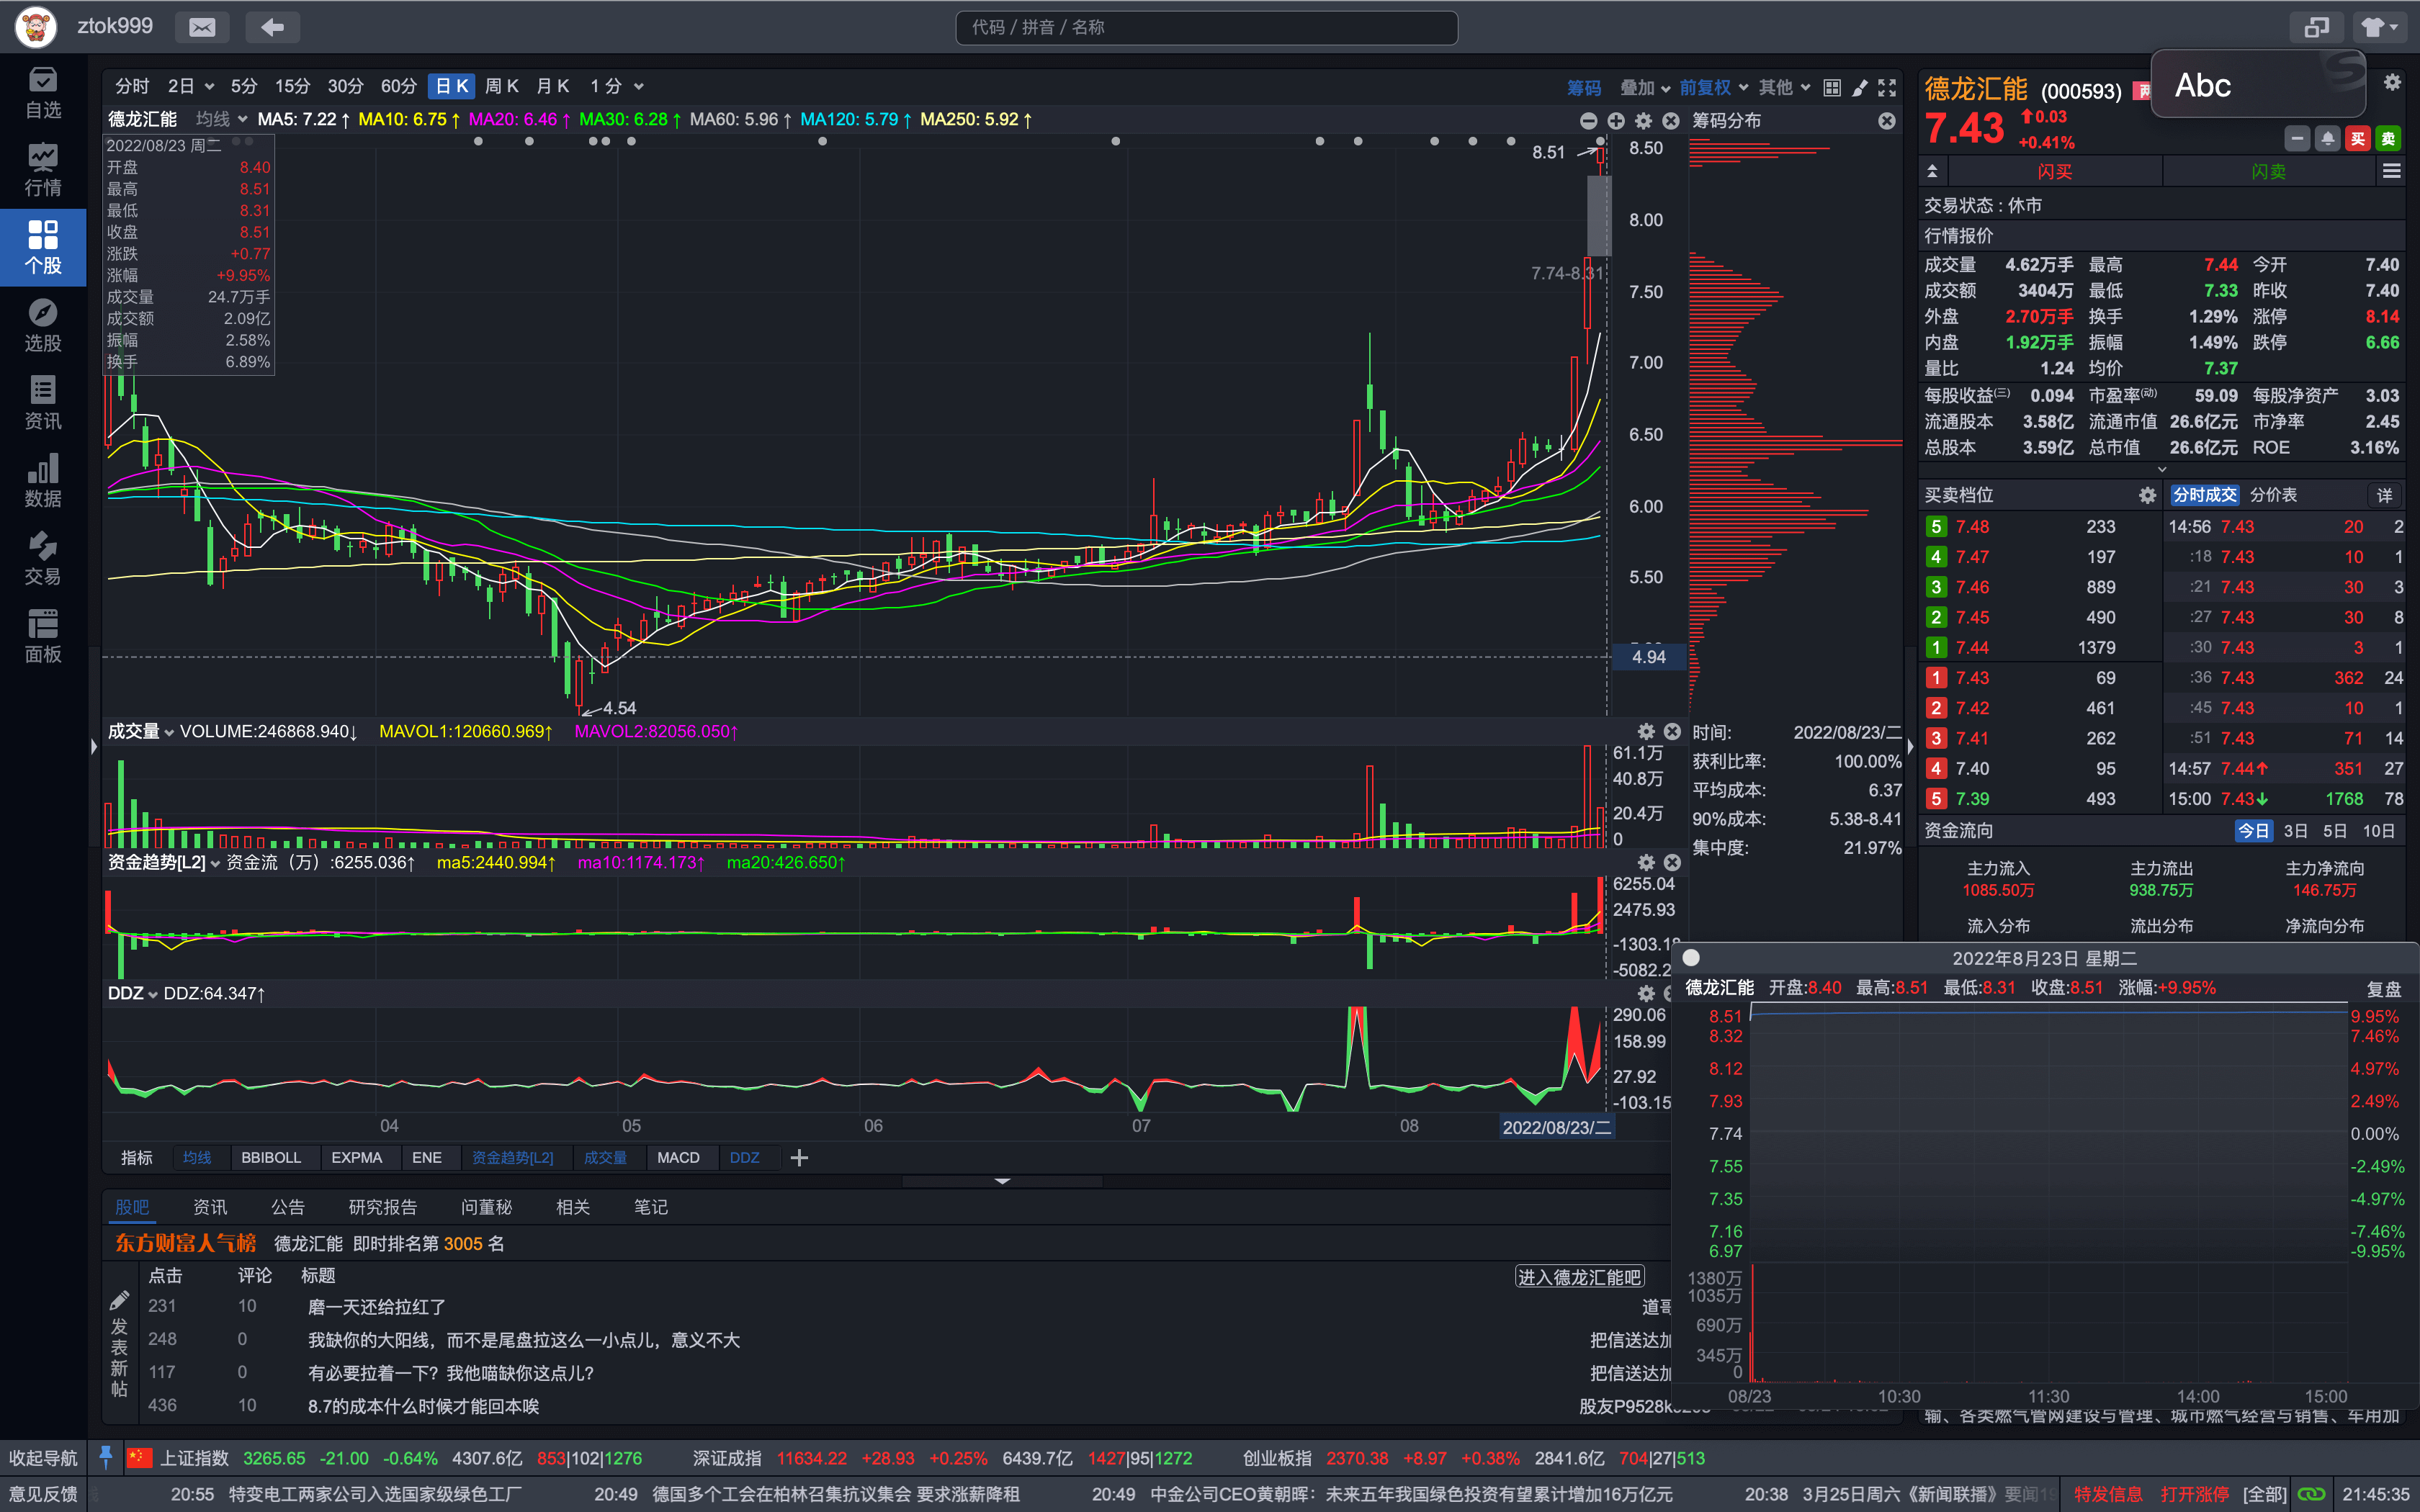 ztok999
代码 / 拼音 / 名称
Abc
自选
行情
个股
选股
资讯
数据
交易
面板
分时 2日 5分 15分 30分 60分 日K 周K 月K 1分
筹码 叠加 前复权 其他
德龙汇能 均线 MA5: 7.22↑ MA10: 6.75↑ MA20: 6.46↑ MA30: 6.28↑ MA60: 5.96↑ MA120: 5.79↑ MA250: 5.92↑
筹码分布
2022/08/23 周二
开盘 8.40
最高 8.51
最低 8.31
收盘 8.51
涨跌 +0.77
涨幅 +9.95%
成交量 24.7万手
成交额 2.09亿
振幅 2.58%
换手 6.89%
8.51
7.74-8.31
4.54
8.50
8.00
7.50
7.00
6.50
6.00
5.50
4.94
成交量 VOLUME:246868.940↓ MAVOL1:120660.969↑ MAVOL2:82056.050↑
61.1万
40.8万
20.4万
0
资金趋势[L2] 资金流（万）:6255.036↑ ma5:2440.994↑ ma10:1174.173↑ ma20:426.650↑
6255.04
2475.93
-1303.18
-5082.2
DDZ DDZ:64.347↑
290.06
158.99
27.92
-103.15
04 05 06 07 08 2022/08/23/二
时间: 2022/08/23/二
获利比率: 100.00%
平均成本: 6.37
90%成本: 5.38-8.41
集中度: 21.97%
指标 均线 BBIBOLL EXPMA ENE 资金趋势[L2] 成交量 MACD DDZ
股吧 资讯 公告 研究报告 问董秘 相关 笔记
东方财富人气榜 德龙汇能 即时排名第 3005 名
点击 评论 标题
进入德龙汇能吧
231 10 磨一天还给拉红了 道哥
248 0 我缺你的大阳线，而不是尾盘拉这么一小点儿，意义不大 把信送达加
117 0 有必要拉着一下？我他喵缺你这点儿？ 把信送达加
436 10 8.7的成本什么时候才能回本唉
发表新帖
德龙汇能 (000593)
7.43 0.03
+0.41%
买 卖
闪买 闪卖
交易状态 : 休市
行情报价
成交量 4.62万手 最高 7.44 今开 7.40
成交额 3404万 最低 7.33 昨收 7.40
外盘 2.70万手 换手 1.29% 涨停 8.14
内盘 1.92万手 振幅 1.49% 跌停 6.66
量比 1.24 均价 7.37
每股收益(三) 0.094 市盈率(动) 59.09 每股净资产 3.03
流通股本 3.58亿 流通市值 26.6亿元 市净率 2.45
总股本 3.59亿 总市值 26.6亿元 ROE 3.16%
买卖档位 分时成交 分价表 详
5 7.48 233 14:56 7.43 20 2
4 7.47 197 :18 7.43 10 1
3 7.46 889 :21 7.43 30 3
2 7.45 490 :27 7.43 30 8
1 7.44 1379 :30 7.43 3 1
1 7.43 69 :36 7.43 362 24
2 7.42 461 :45 7.43 10 1
3 7.41 262 :51 7.43 71 14
4 7.40 95 14:57 7.44↑ 351 27
5 7.39 493 15:00 7.43↓ 1768 78
资金流向 今日 3日 5日 10日
主力流入 主力流出 主力净流向
1085.50万 938.75万 146.75万
流入分布 流出分布 净流向分布
2022年8月23日 星期二
德龙汇能 开盘:8.40 最高:8.51 最低:8.31 收盘:8.51 涨幅:+9.95% 复盘
8.51 9.95%
8.32 7.46%
8.12 4.97%
7.93 2.49%
7.74 0.00%
7.55 -2.49%
7.35 -4.97%
7.16 -7.46%
6.97 -9.95%
1380万
1035万
690万
345万
0
08/23 10:30 11:30 14:00 15:00
输、各类燃气管网建设与管理、城市燃气经营与销售、车用加
收起导航 上证指数 3265.65 -21.00 -0.64% 4307.6亿 853|102|1276 深证成指 11634.22 +28.93 +0.25% 6439.7亿 1427|95|1272 创业板指 2370.38 +8.97 +0.38% 2841.6亿 704|27|513
意见反馈 20:55 特变电工两家公司入选国家级绿色工厂 20:49 德国多个工会在柏林召集抗议集会 要求涨薪降租 20:49 中金公司CEO黄朝晖：未来五年我国绿色投资有望累计增加16万亿元 20:38 3月25日周六《新闻联播》要闻 特发信息 打开涨停 [全部] 21:45:35